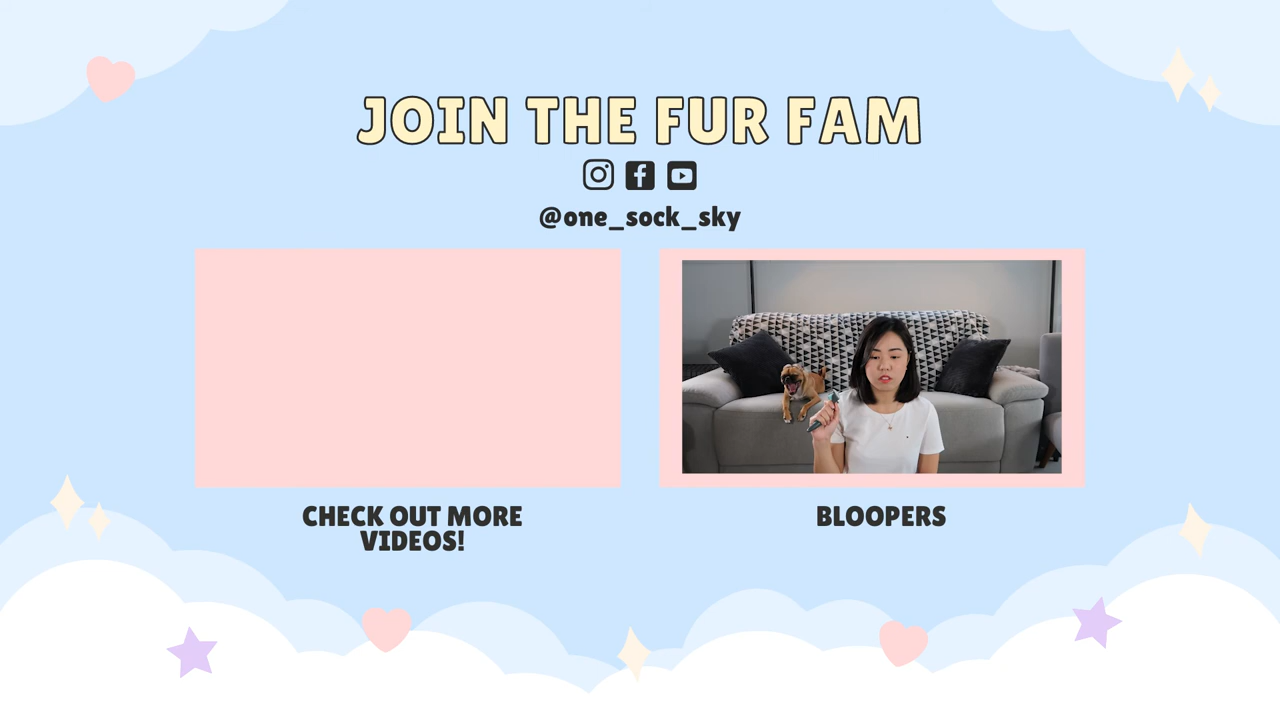 JOIN THE FUR FAM
@one_sock_sky
CHECK OUT MORE
VIDEOS!
BLOOPERS